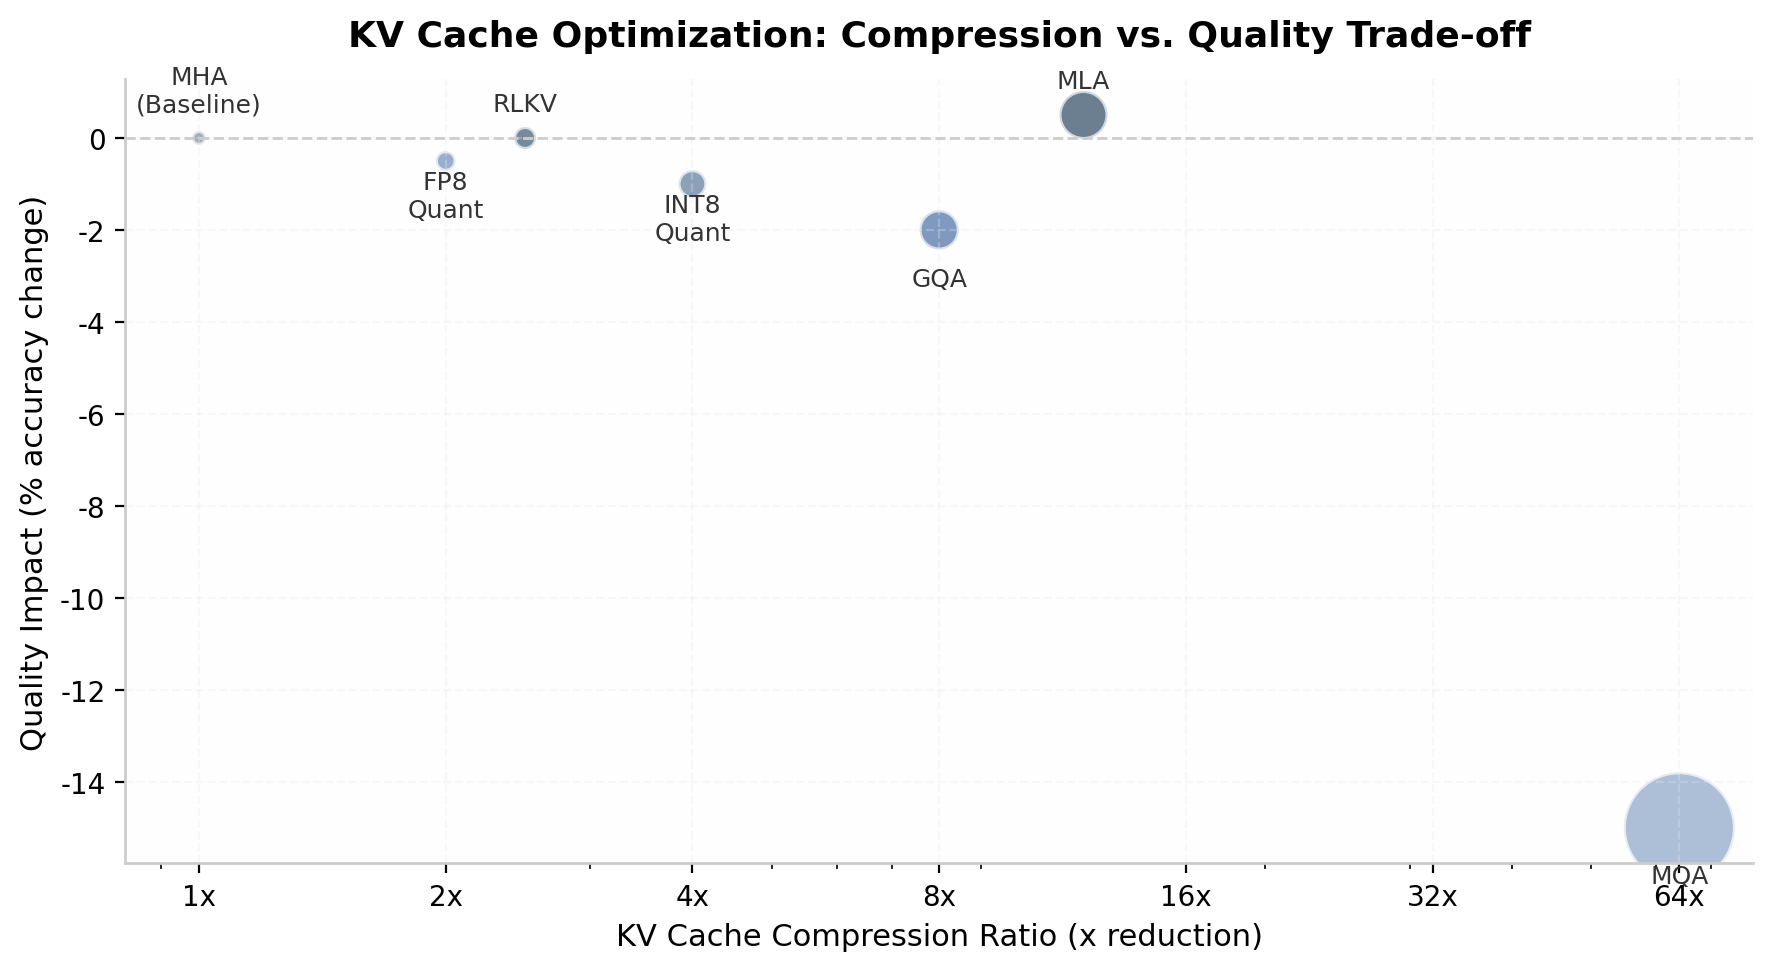 KV Cache Optimization: Compression vs. Quality Trade-off
MHA
(Baseline)
RLKV
MLA
FP8
Quant
INT8
Quant
GQA
MQA
Quality Impact (% accuracy change)
0
-2
-4
-6
-8
-10
-12
-14
1x
2x
4x
8x
16x
32x
64x
KV Cache Compression Ratio (x reduction)